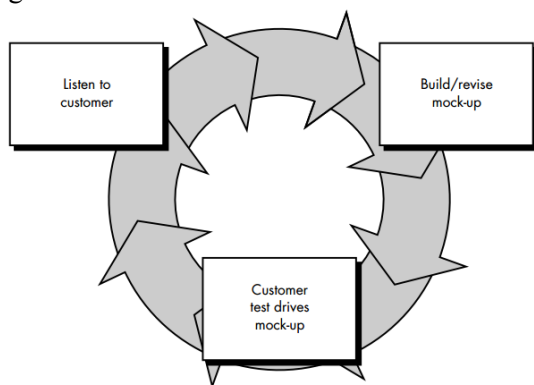 Listen to
customer
Build/revise
mock-up
Customer
test drives
mock-up